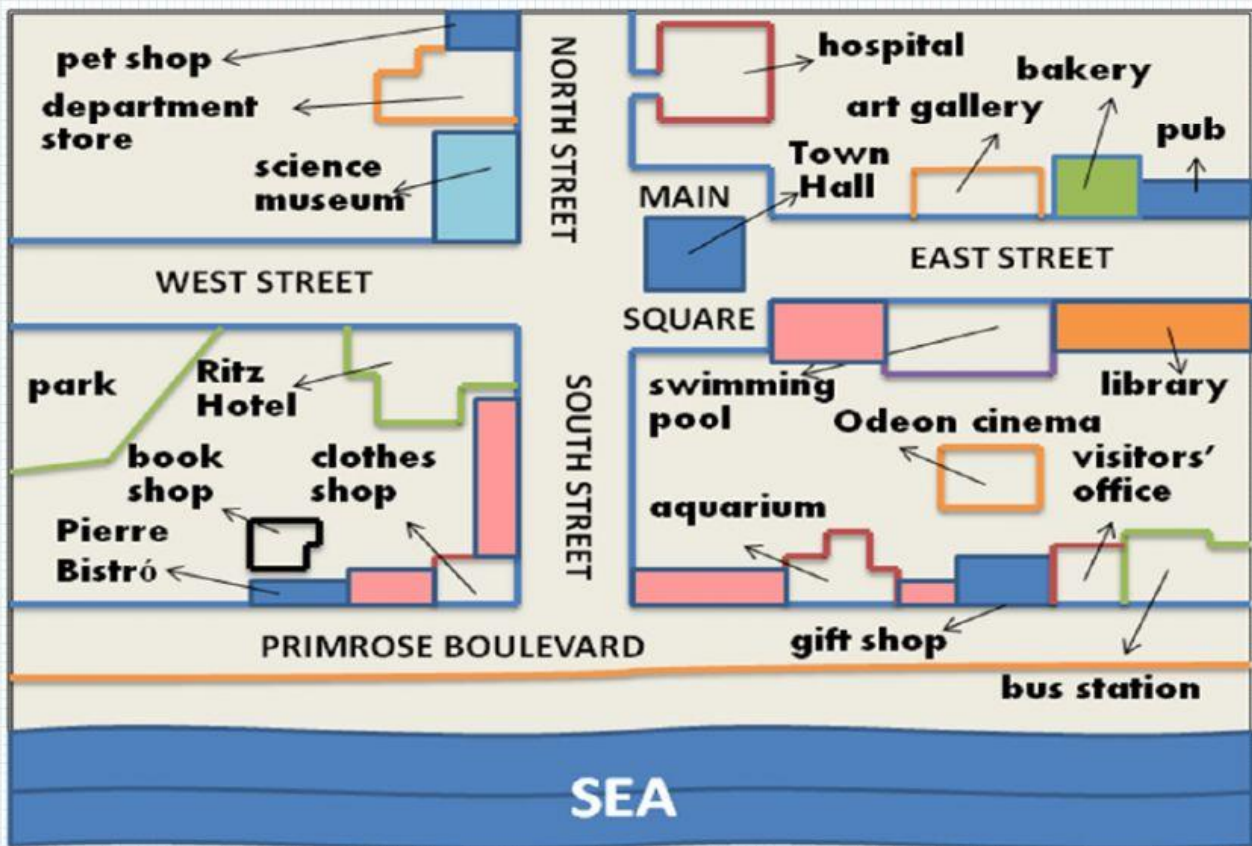 pet shop
department
store
science
museum
NORTH STREET
hospital
bakery
art gallery
pub
Town
Hall
MAIN
SQUARE
WEST STREET
EAST STREET
park
Ritz
Hotel
book
shop
clothes
shop
Pierre
Bistró
SOUTH STREET
swimming
pool
library
Odeon cinema
visitors'
office
aquarium
gift shop
PRIMROSE BOULEVARD
bus station
SEA